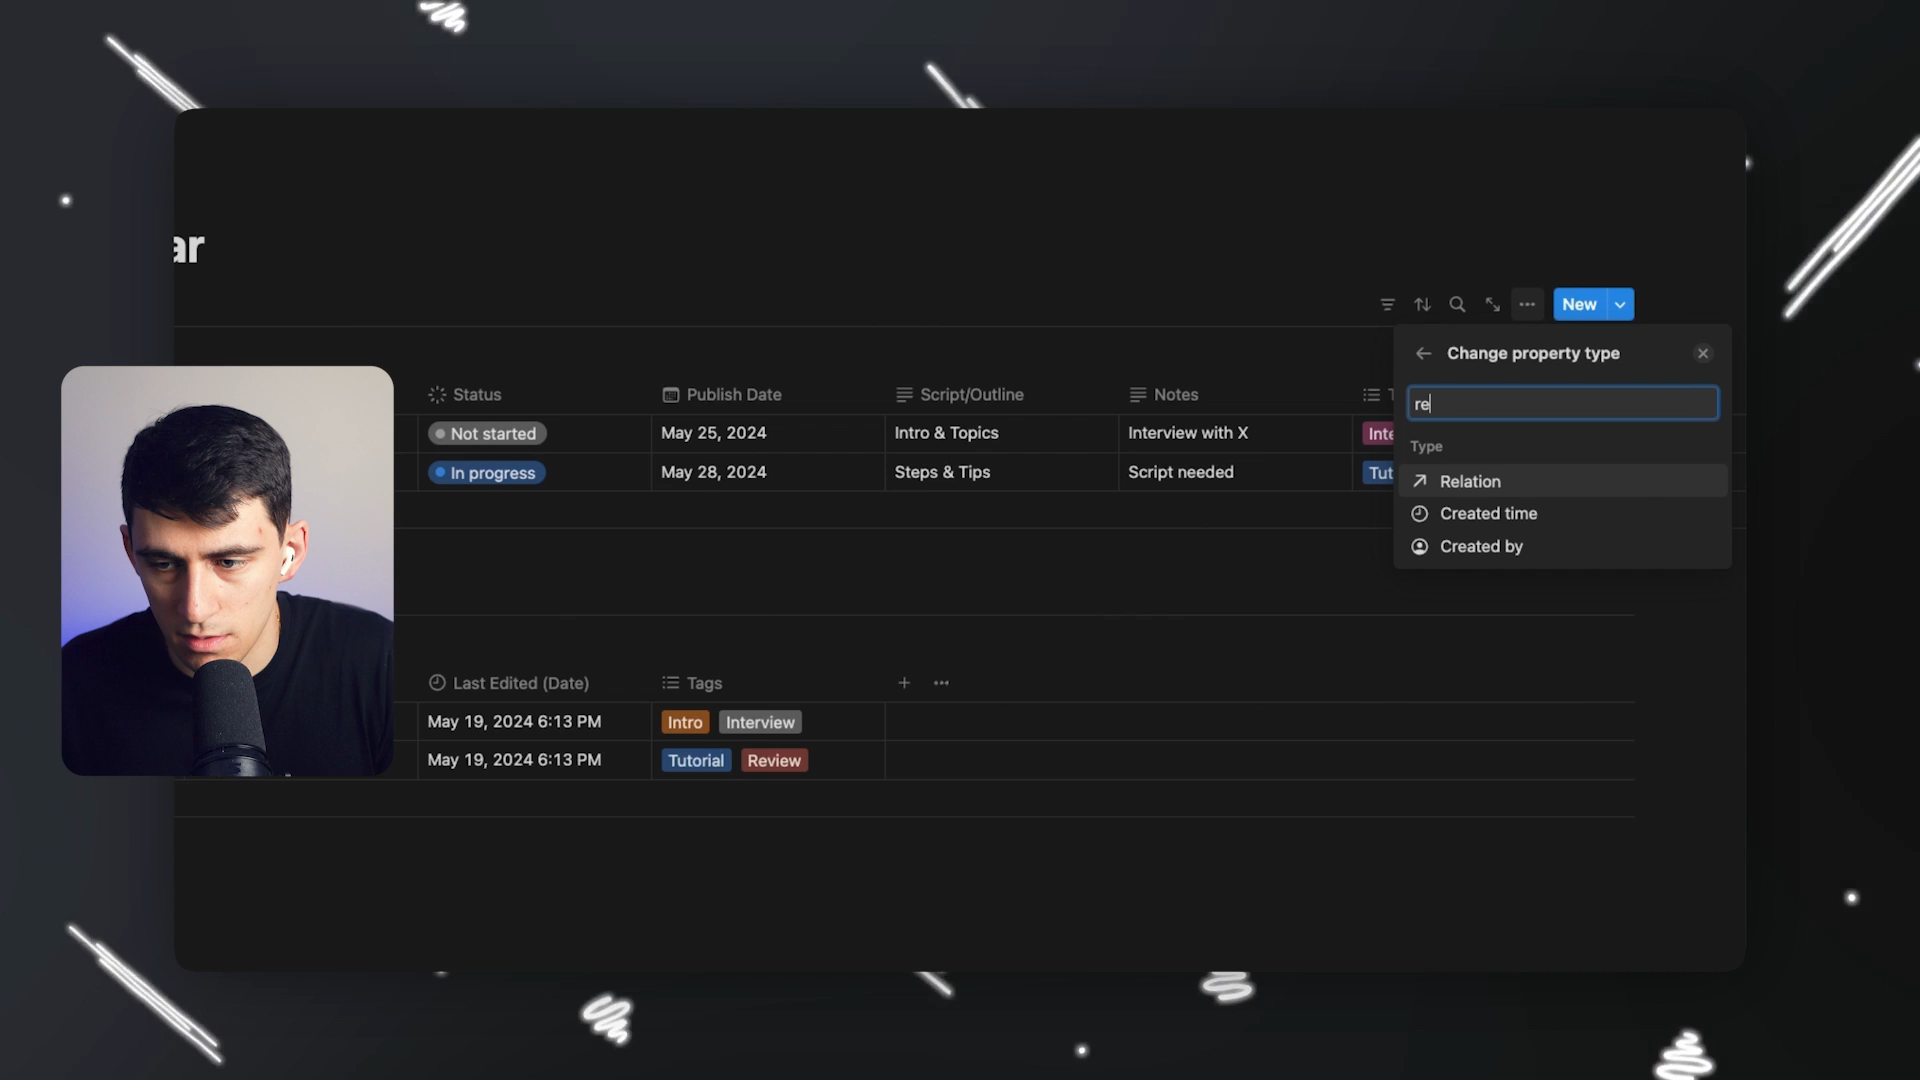 ar
New
Change property type
re
Type
Relation
Created time
Created by
Status Publish Date Script/Outline Notes T
Not started May 25, 2024 Intro & Topics Interview with X Inte
In progress May 28, 2024 Steps & Tips Script needed Tut
Last Edited (Date) Tags
May 19, 2024 6:13 PM Intro Interview
May 19, 2024 6:13 PM Tutorial Review